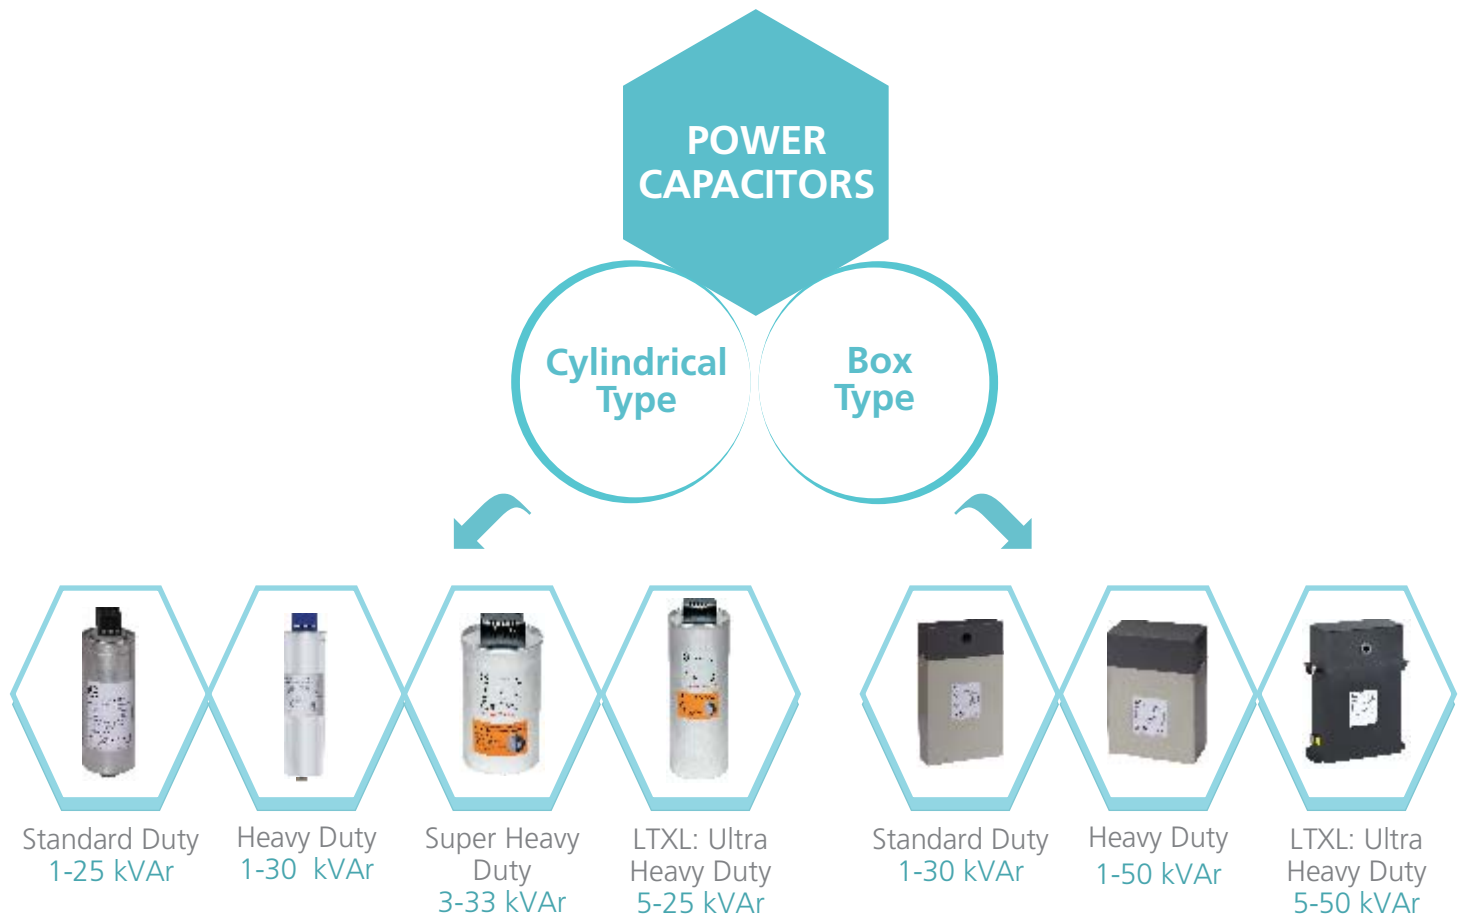 POWER
CAPACITORS
Cylindrical
Type
Box
Type
Standard Duty
1-25 kVAr
Heavy Duty
1-30 kVAr
Super Heavy
Duty
3-33 kVAr
LTXL: Ultra
Heavy Duty
5-25 kVAr
Standard Duty
1-30 kVAr
Heavy Duty
1-50 kVAr
LTXL: Ultra
Heavy Duty
5-50 kVAr